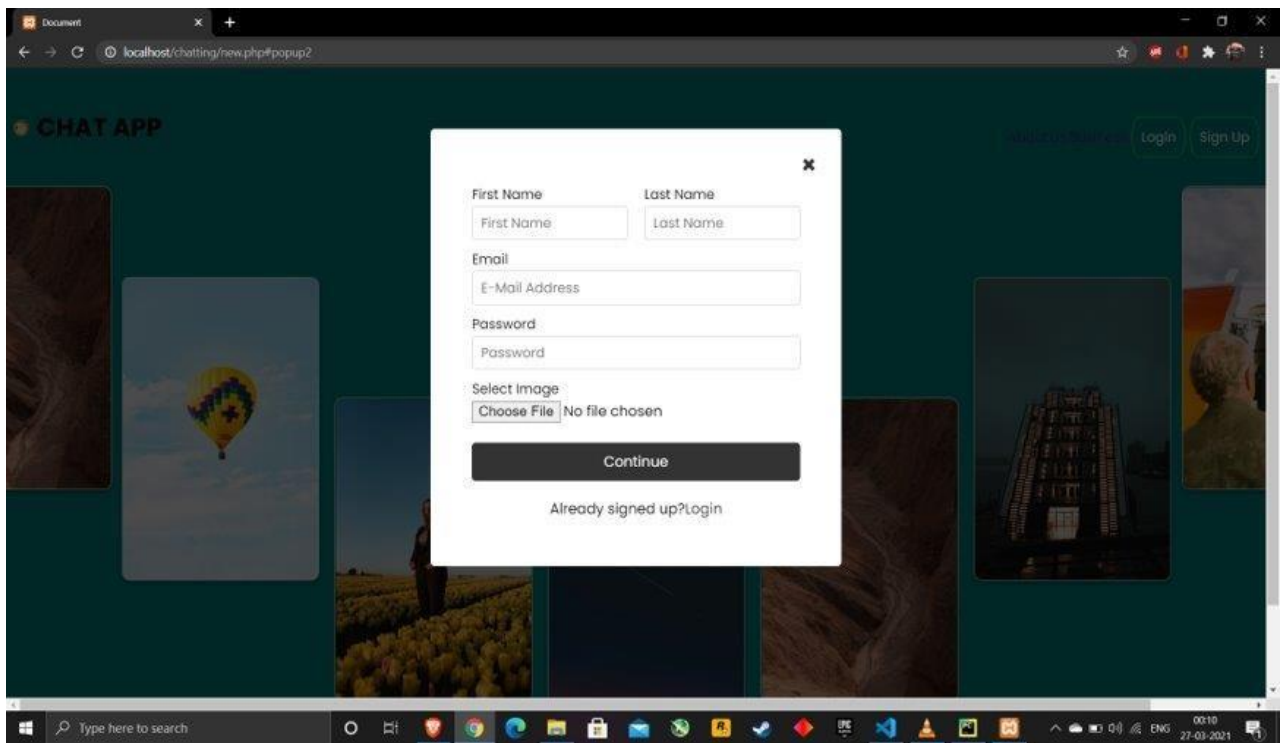 Document
localhost/chatting/new.php#popup2
CHAT APP
Login
Sign Up
First Name
Last Name
First Name
Last Name
Email
E-Mail Address
Password
Password
Select Image
Choose File No file chosen
Continue
Already signed up?Login
Type here to search
ENG
00:10
27-03-2021